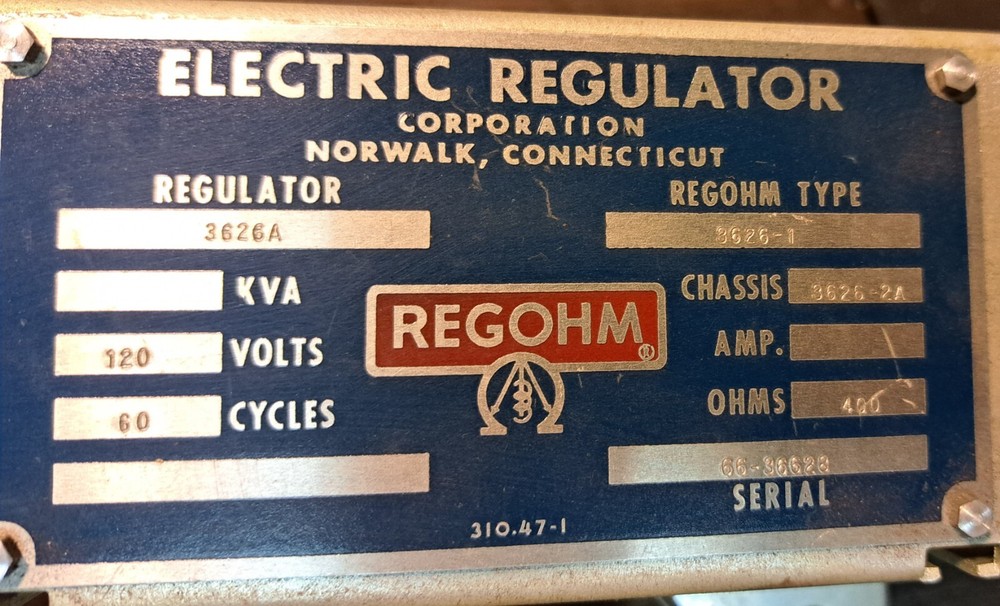 ELECTRIC REGULATOR
CORPORATION
NORWALK, CONNECTICUT
REGULATOR
3626A
REGOHM TYPE
3626-1
KVA
CHASSIS 3626-2A
120 VOLTS
REGOHM ®
AMP.
60 CYCLES
OHMS 400
SERIAL
310.47-1